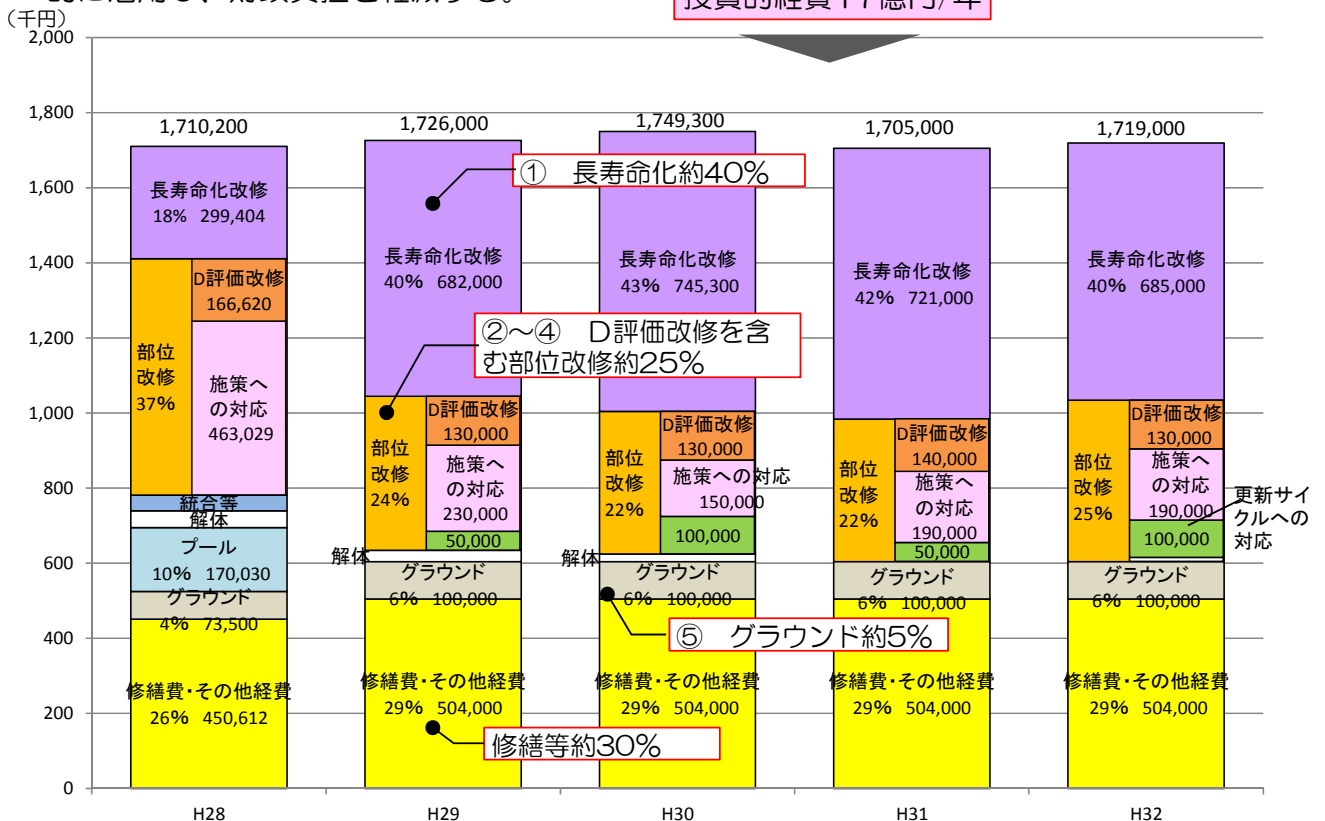 （千円）
投資的経費17億円/年
2,000
1,800
1,600
1,400
1,200
1,000
800
600
400
200
0
1,710,200
長寿命化改修
18% 299,404
部位
改修
37%
D評価改修
166,620
施策へ
の対応
463,029
統合等
解体
プール
10% 170,030
グラウンド
4% 73,500
修繕費・その他経費
26% 450,612
H28
1,726,000
① 長寿命化約40%
長寿命化改修
40% 682,000
②～④ D評価改修を含
む部位改修約25%
部位
改修
24%
D評価改修
130,000
施策へ
の対応
230,000
50,000
解体
グラウンド
6% 100,000
修繕費・その他経費
29% 504,000
修繕等約30%
H29
1,749,300
長寿命化改修
43% 745,300
部位
改修
22%
D評価改修
130,000
施策への対応
150,000
100,000
解体
グラウンド
6% 100,000
⑤ グラウンド約5%
修繕費・その他経費
29% 504,000
H30
1,705,000
長寿命化改修
42% 721,000
部位
改修
22%
D評価改修
140,000
施策へ
の対応
190,000
50,000
グラウンド
6% 100,000
修繕費・その他経費
29% 504,000
H31
1,719,000
長寿命化改修
40% 685,000
部位
改修
25%
D評価改修
130,000
施策へ
の対応
190,000
100,000
更新サイ
クルへの
対応
グラウンド
6% 100,000
修繕費・その他経費
29% 504,000
H32